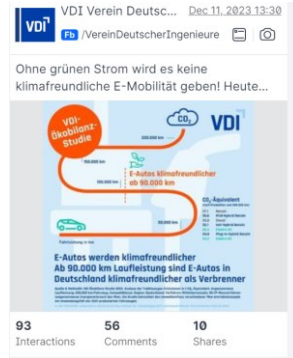 VDI Verein Deutsc... Dec 11, 2023 13:30
VDI
Fb /VereinDeutscherIngenieure
Ohne grünen Strom wird es keine
klimafreundliche E-Mobilität geben! Heute...
VDI-
Ökobilanz-
Studie
CO₂
VDI
200.000 km
150.000 km
E-Autos klimafreundlicher
ab 90.000 km
100.000 km
CO₂-Äquivalent
50.000 km
Fahrleistung in km
E-Autos werden klimafreundlicher
Ab 90.000 km Laufleistung sind E-Autos in
Deutschland klimafreundlicher als Verbrenner
93 56 10
Interactions Comments Shares